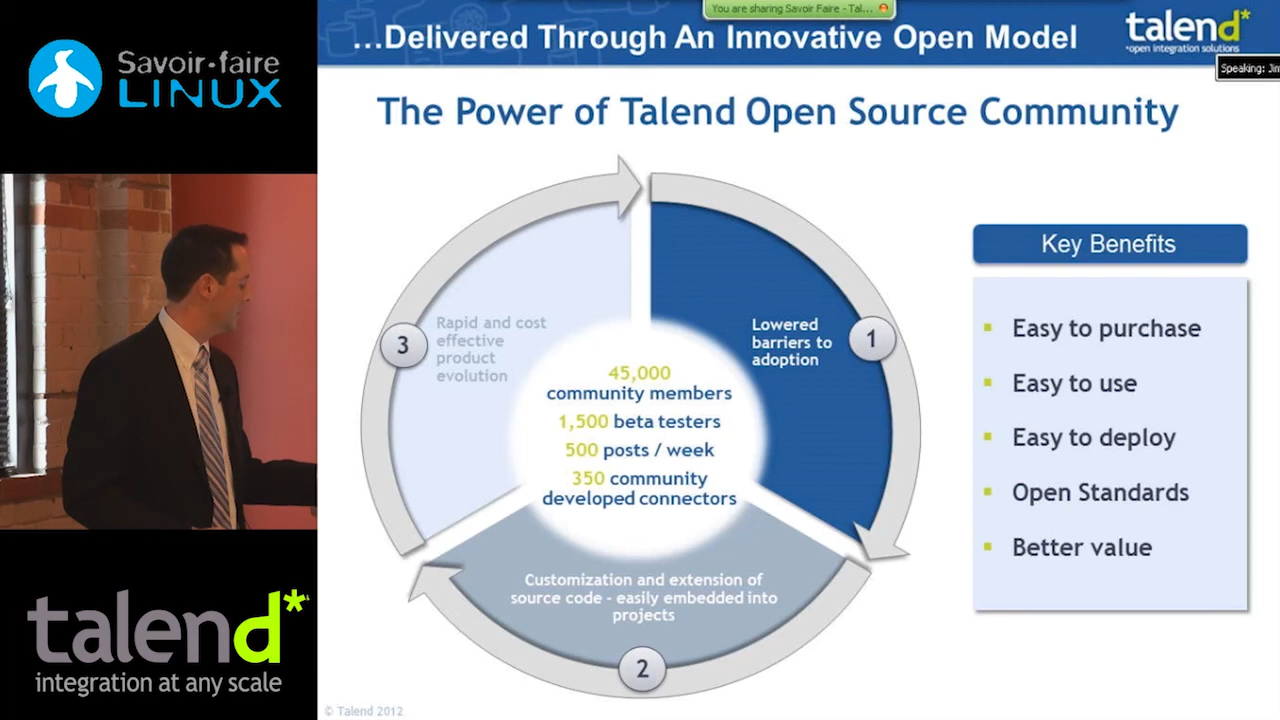 You are sharing Savoir Faire - Tal...
...Delivered Through An Innovative Open Model
talend*
*open integration solutions
Speaking: Jim
Savoir-faire
LINUX
The Power of Talend Open Source Community
Key Benefits
Easy to purchase
Easy to use
Easy to deploy
Open Standards
Better value
1
Lowered
barriers to
adoption
2
Customization and extension of
source code - easily embedded into
projects
3
Rapid and cost
effective
product
evolution
45,000
community members
1,500 beta testers
500 posts / week
350 community
developed connectors
talend*
integration at any scale
© Talend 2012